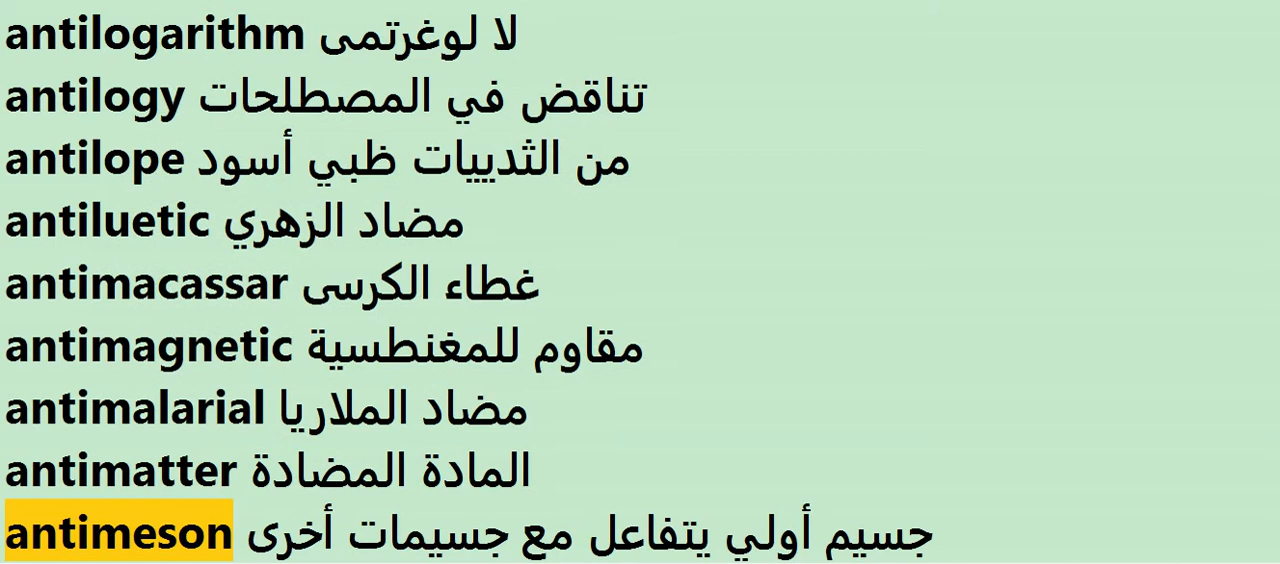 antilogarithm لا لوغرتمى
antilogy تناقض في المصطلحات
antilope من الثدييات ظبي أسود
antiluetic مضاد الزهري
antimacassar غطاء الكرسى
antimagnetic مقاوم للمغنطسية
antimalarial مضاد الملاريا
antimatter المادة المضادة
antimeson جسيم أولي يتفاعل مع جسيمات أخرى